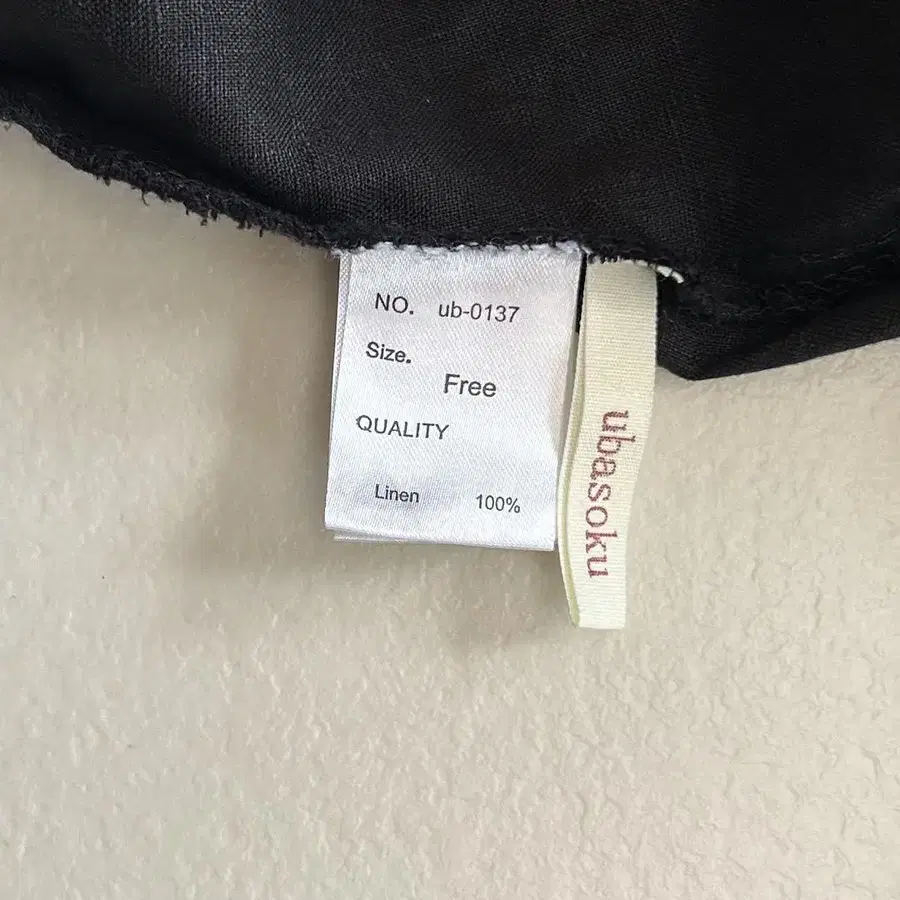 NO. ub-0137
Size.
Free
QUALITY
Linen 100%
ubasoku